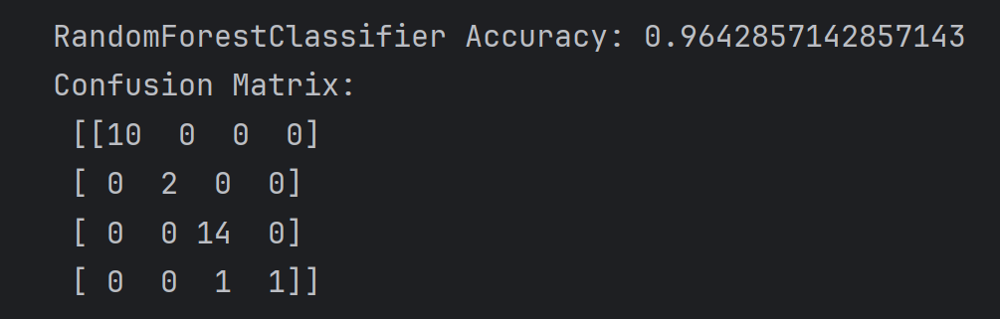 RandomForestClassifier Accuracy: 0.9642857142857143
Confusion Matrix:
[[10  0  0  0]
[ 0  2  0  0]
[ 0  0 14  0]
[ 0  0  1  1]]